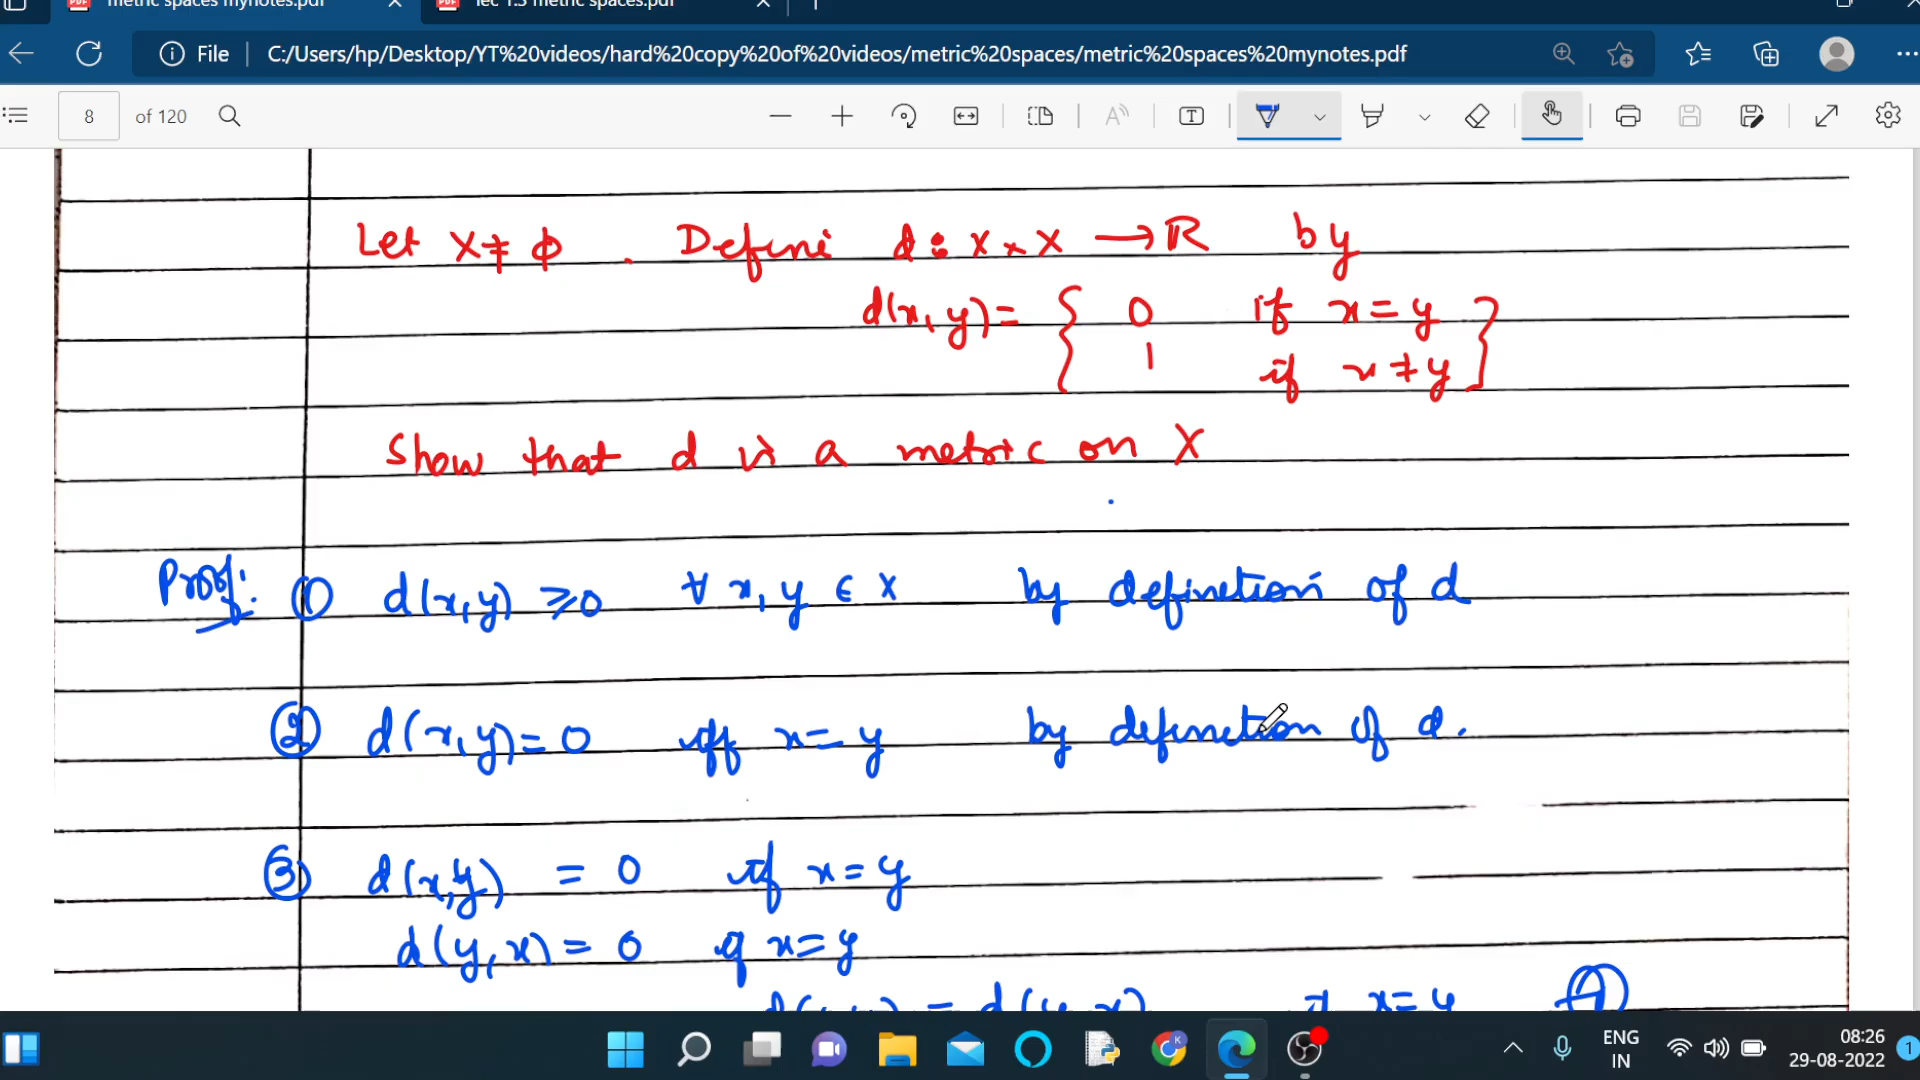 metric spaces mynotes.pdf
lec 1.3 metric spaces.pdf
File
C:/Users/hp/Desktop/YT%20videos/hard%20copy%20of%20videos/metric%20spaces/metric%20spaces%20mynotes.pdf
8 of 120
Let X ≠ φ . Define d : X × X → R by
d(x, y) = { 0 if x = y
1 if x ≠ y }
Show that d is a metric on X
Proof: ① d(x, y) ≥ 0 ∀ x, y ∈ X by definetion of d
② d(x, y) = 0 iff x = y by definetion of d.
③ d(x, y) = 0 if x = y
d(y, x) = 0 if x = y
ENG
IN
08:26
29-08-2022
1